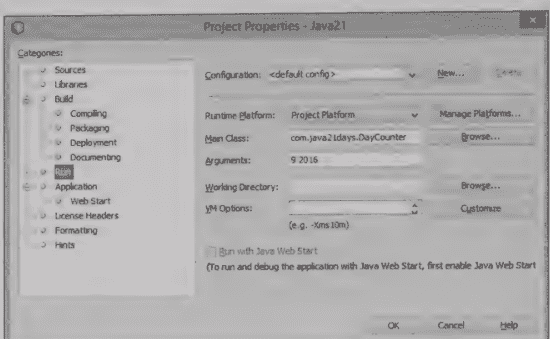 Project Properties - Java21
Categories:
Sources
Libraries
Build
Compiling
Packaging
Deployment
Documenting
Run
Application
Web Start
License Headers
Formatting
Hints
Configuration: <default config> New... Delete
Runtime Platform: Project Platform Manage Platforms...
Main Class: com.java21days.DayCounter Browse...
Arguments: 9 2016
Working Directory: Browse...
VM Options: Customize
(e.g. -Xms10m)
Run with Java Web Start
(To run and debug the application with Java Web Start, first enable Java Web Start
OK Cancel Help